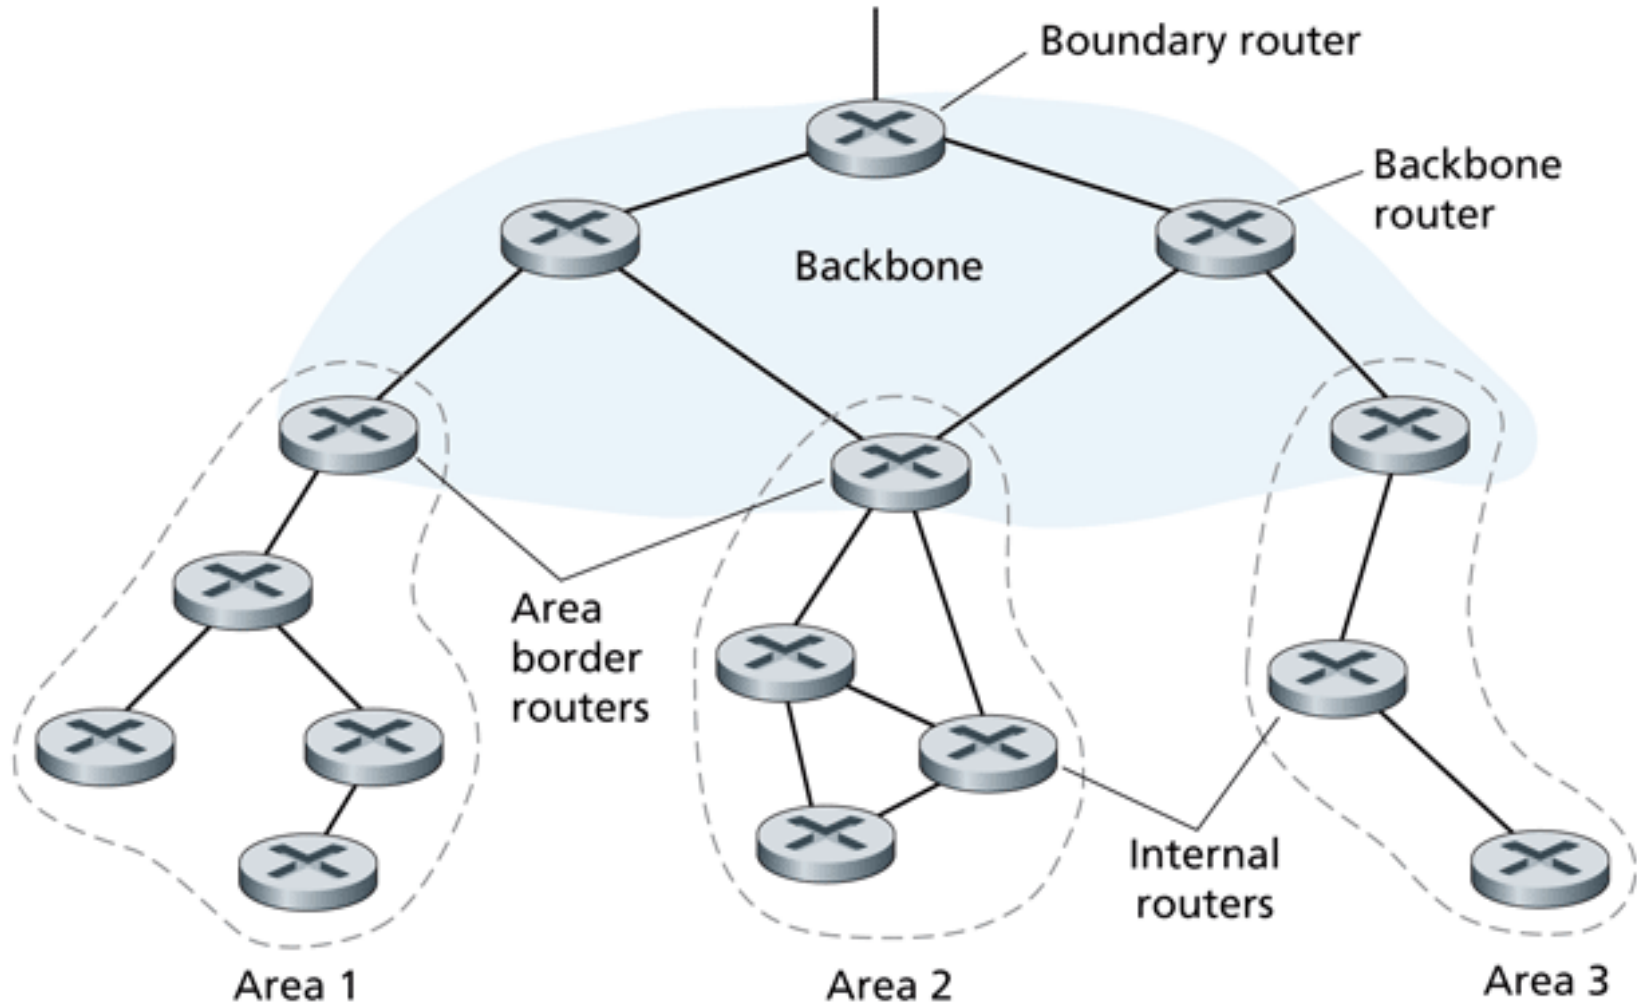 Boundary router
Backbone
router
Backbone
Area
border
routers
Internal
routers
Area 1
Area 2
Area 3